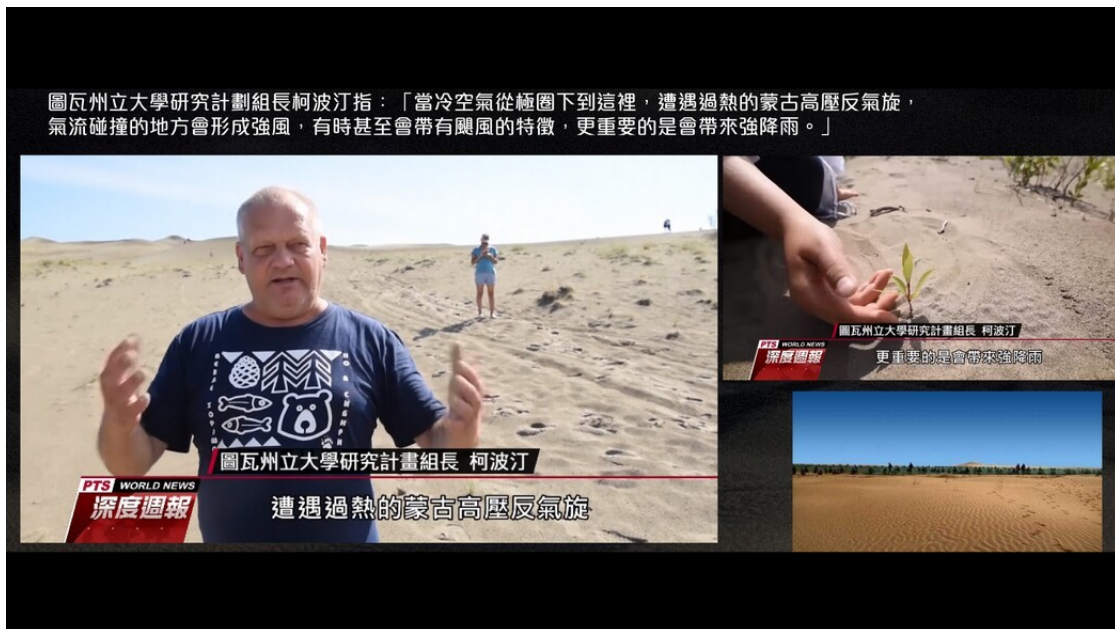 圖瓦州立大學研究計劃組長柯波汀指：「當冷空氣從極圈下到這裡，遭遇過熱的蒙古高壓反氣旋，
氣流碰撞的地方會形成強風，有時甚至會帶有颶風的特徵，更重要的是會帶來強降雨。」
圖瓦州立大學研究計畫組長 柯波汀
PTS WORLD NEWS
深度週報
遭遇過熱的蒙古高壓反氣旋
圖瓦州立大學研究計畫組長 柯波汀
PTS WORLD NEWS
深度週報
更重要的是會帶來強降雨